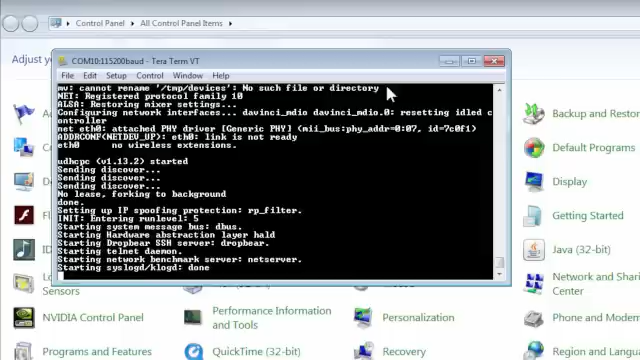 Control Panel
All Control Panel Items
Adjust you
COM10:115200baud - Tera Term VT
File Edit Setup Control Window Help
mv: cannot rename '/tmp/devices': No such file or directory
NET: Registered protocol family 10
ALSA: Restoring mixer settings...
Configuring network interfaces... davinci_mdio davinci_mdio.0: resetting idled c
ontroller
net eth0: attached PHY driver [Generic PHY] (mii_bus:phy_addr=0:07, id=7c0f1)
ADDRCONF(NETDEV_UP): eth0: link is not ready
eth0 no wireless extensions.
udhcpc (v1.13.2) started
Sending discover...
Sending discover...
Sending discover...
No lease, forking to background
done.
Setting up IP spoofing protection: rp_filter.
INIT: Entering runlevel: 5
Starting system message bus: dbus.
Starting Hardware abstraction layer hald
Starting Dropbear SSH server: dropbear.
Starting telnet daemon.
Starting network benchmark server: netserver.
Starting syslogd/klogd: done
Backup and Restore
Default Programs
Display
Getting Started
Java (32-bit)
Network and Shar
Center
Phone and Modem
Region and Langu
Sensors
NVIDIA Control Panel
Programs and Features
Performance Information
and Tools
QuickTime (32-bit)
Personalization
Recovery